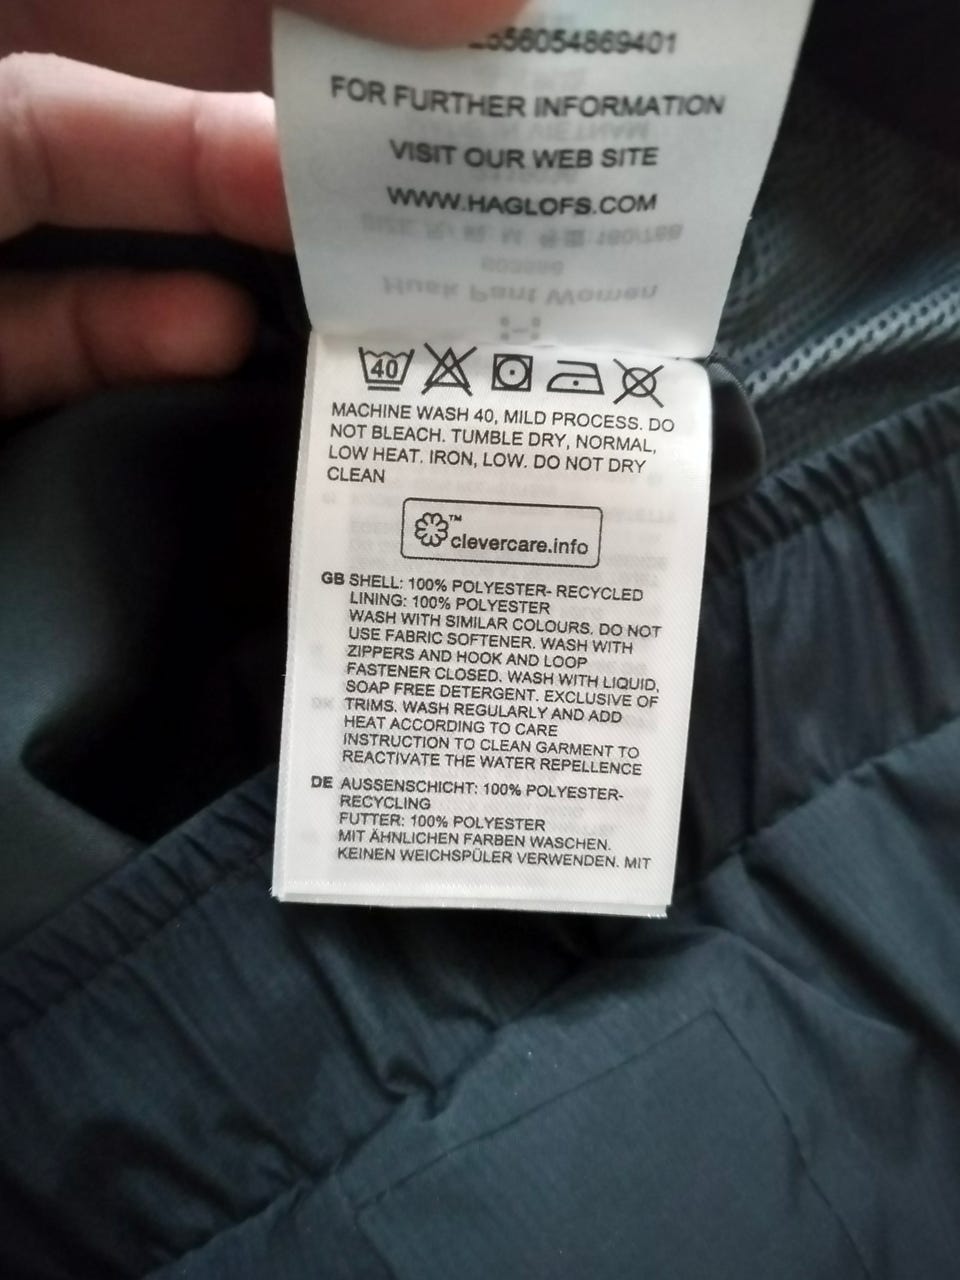 56054869401
FOR FURTHER INFORMATION
VISIT OUR WEB SITE
WWW.HAGLOFS.COM
40
MACHINE WASH 40, MILD PROCESS. DO
NOT BLEACH. TUMBLE DRY, NORMAL,
LOW HEAT. IRON, LOW. DO NOT DRY
CLEAN
™
clevercare.info
GB SHELL: 100% POLYESTER- RECYCLED
LINING: 100% POLYESTER
WASH WITH SIMILAR COLOURS. DO NOT
USE FABRIC SOFTENER. WASH WITH
ZIPPERS AND HOOK AND LOOP
FASTENER CLOSED. WASH WITH LIQUID,
SOAP FREE DETERGENT. EXCLUSIVE OF
TRIMS. WASH REGULARLY AND ADD
HEAT ACCORDING TO CARE
INSTRUCTION TO CLEAN GARMENT TO
REACTIVATE THE WATER REPELLENCE
DE AUSSENSCHICHT: 100% POLYESTER-
RECYCLING
FUTTER: 100% POLYESTER
MIT ÄHNLICHEN FARBEN WASCHEN.
KEINEN WEICHSPÜLER VERWENDEN. MIT